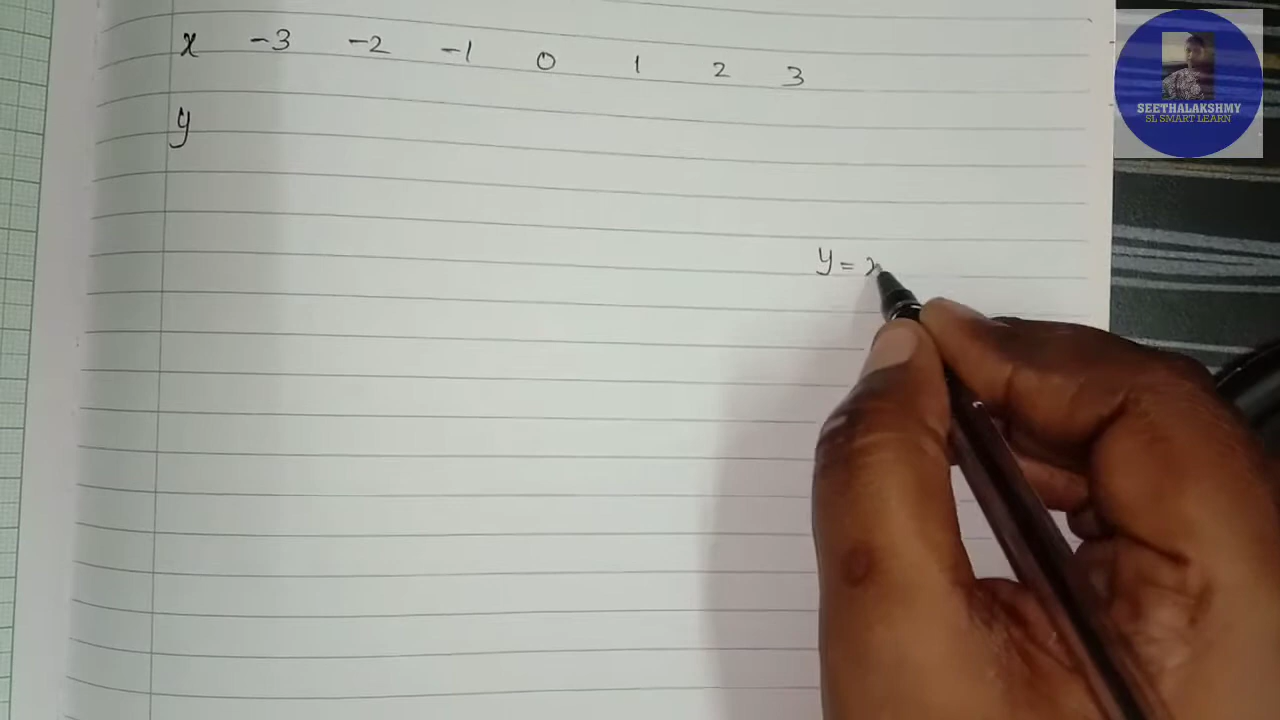 x -3 -2 -1 0 1 2 3
y
y = x
SEETHALAKSHMY
SL SMART LEARN